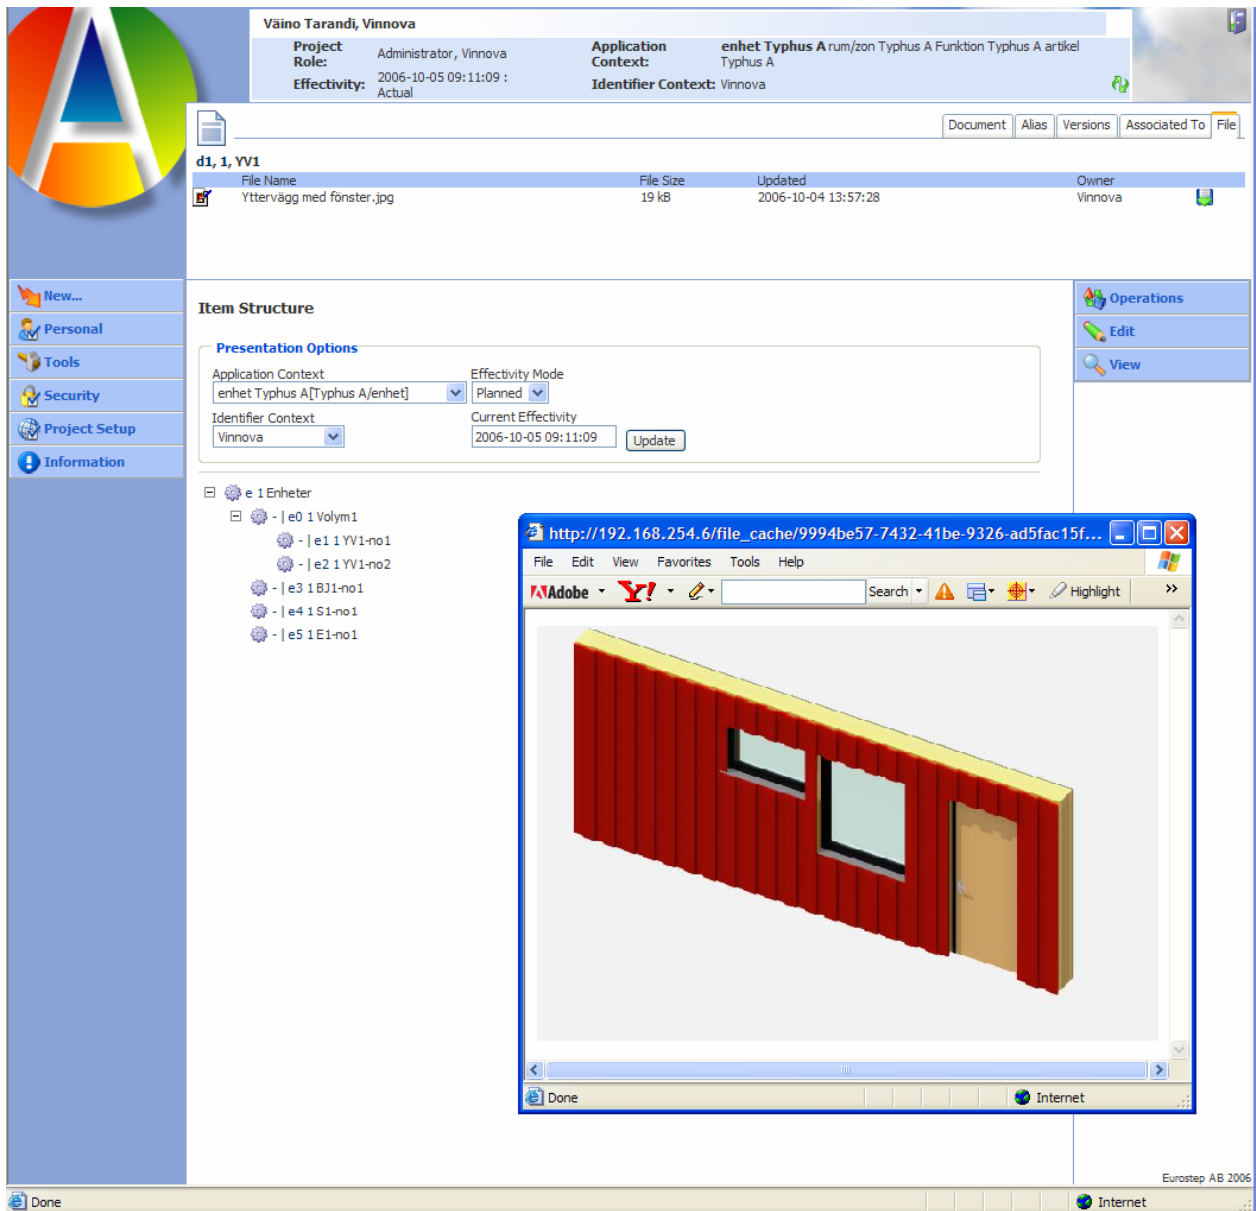 Väino Tarandi, Vinnova
Project Role: Administrator, Vinnova
Application Context: enhet Typhus A rum/zon Typhus A Funktion Typhus A artikel Typhus A
Effectivity: 2006-10-05 09:11:09 : Actual
Identifier Context: Vinnova
Document Alias Versions Associated To File
d1, 1, YV1
File Name File Size Updated Owner
Yttervägg med fönster.jpg 19 kB 2006-10-04 13:57:28 Vinnova
New...
Personal
Tools
Security
Project Setup
Information
Item Structure
Presentation Options
Application Context Effectivity Mode
enhet Typhus A[Typhus A/enhet] Planned
Identifier Context Current Effectivity
Vinnova 2006-10-05 09:11:09 Update
e 1 Enheter
- | e0 1 Volym1
- | e1 1 YV1-no1
- | e2 1 YV1-no2
- | e3 1 BJ1-no1
- | e4 1 S1-no1
- | e5 1 E1-no1
Operations
Edit
View
http://192.168.254.6/file_cache/9994be57-7432-41be-9326-ad5fac15f...
File Edit View Favorites Tools Help
Adobe Y! Search Highlight »
Done Internet
Eurostep AB 2006
Done Internet